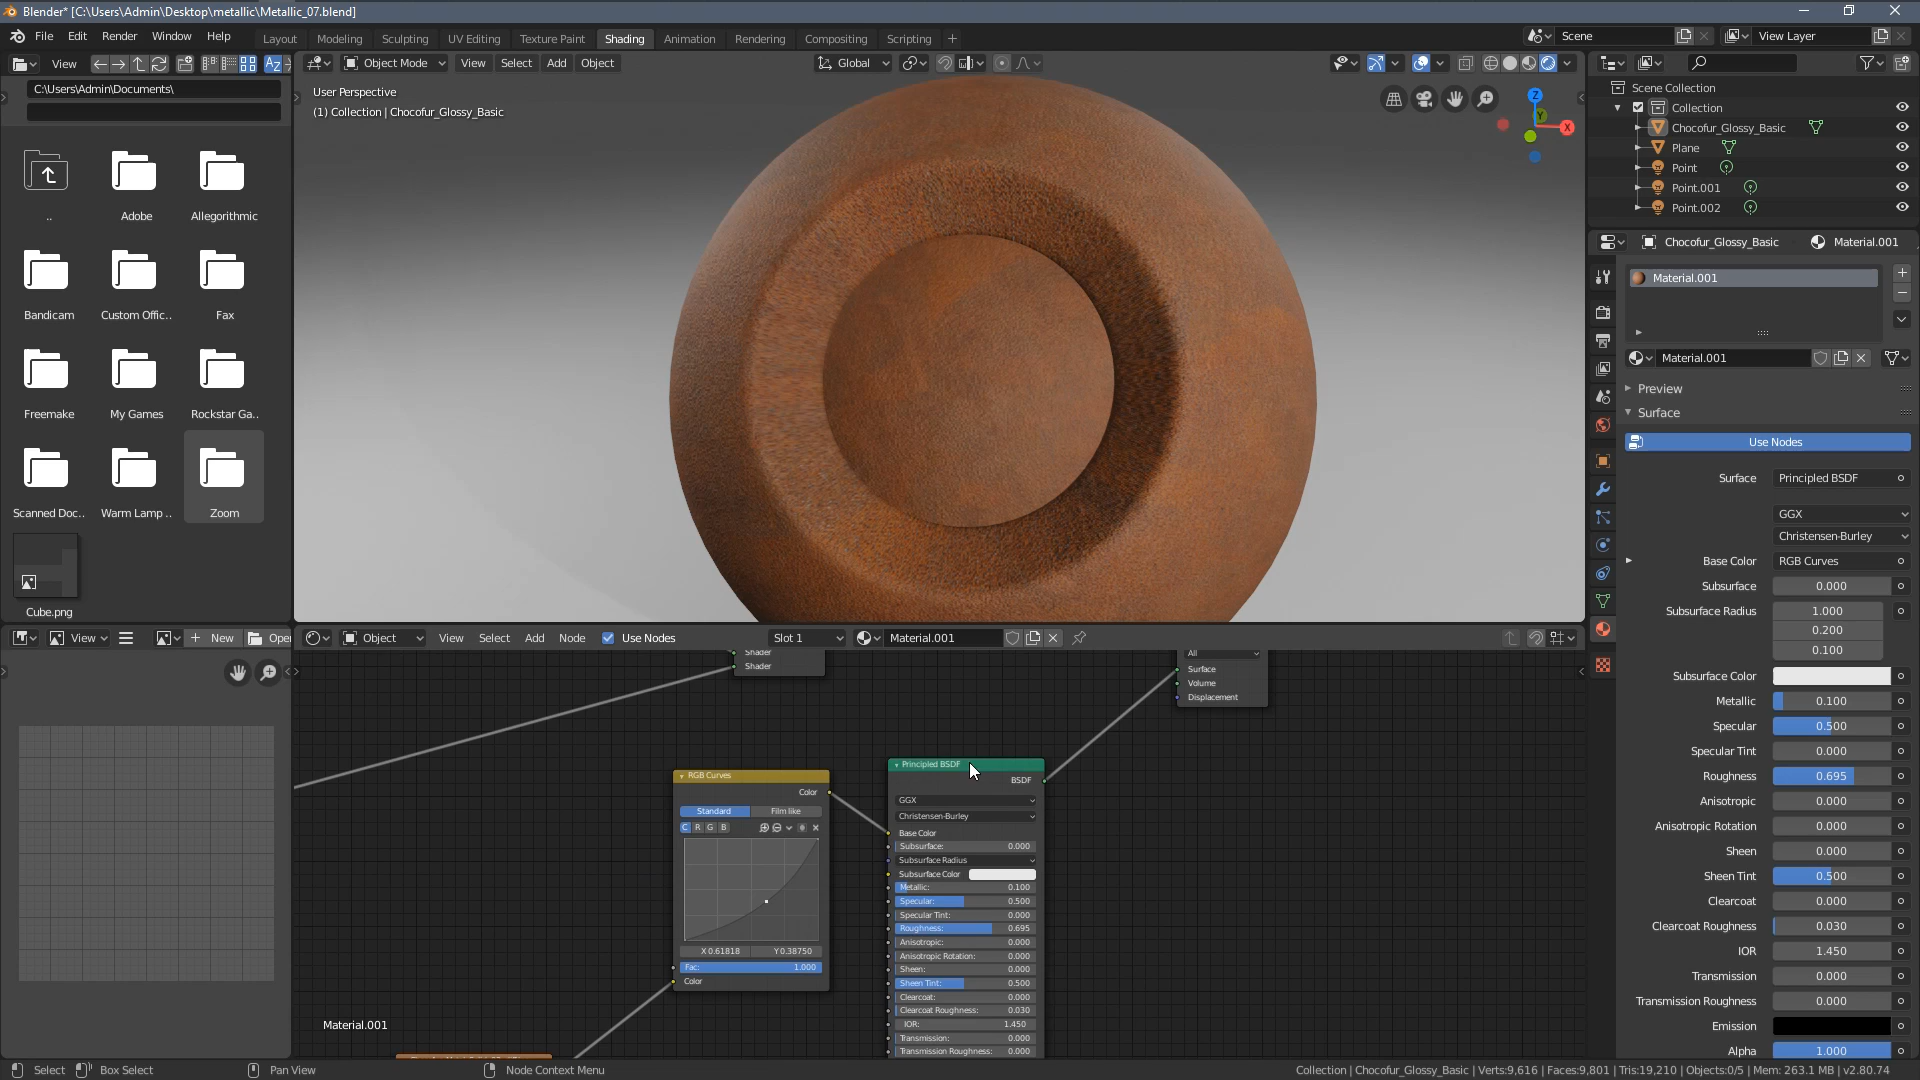 Blender* [C:\Users\Admin\Desktop\metallic\Metallic_07.blend]
File Edit Render Window Help Layout Modeling Sculpting UV Editing Texture Paint Shading Animation Rendering Compositing Scripting + Scene View Layer
View Az
C:\Users\Admin\Documents\
..
Adobe
Allegorithmic
Bandicam
Custom Offic..
Fax
Freemake
My Games
Rockstar Ga..
Scanned Doc..
Warm Lamp ..
Zoom
Cube.png
Object Mode View Select Add Object Global
User Perspective
(1) Collection | Chocofur_Glossy_Basic
Z
Y
X
Scene Collection
Collection
Chocofur_Glossy_Basic
Plane
Point
Point.001
Point.002
Chocofur_Glossy_Basic Material.001
Material.001
Material.001
Preview
Surface
Use Nodes
Surface Principled BSDF
GGX
Christensen-Burley
Base Color RGB Curves
Subsurface 0.000
Subsurface Radius 1.000
0.200
0.100
Subsurface Color
Metallic 0.100
Specular 0.500
Specular Tint 0.000
Roughness 0.695
Anisotropic 0.000
Anisotropic Rotation 0.000
Sheen 0.000
Sheen Tint 0.500
Clearcoat 0.000
Clearcoat Roughness 0.030
IOR 1.450
Transmission 0.000
Transmission Roughness 0.000
Emission
Alpha 1.000
View + New Open
Object View Select Add Node Use Nodes Slot 1 Material.001
Shader
Shader
All
Surface
Volume
Displacement
RGB Curves
Color
Standard Film like
C R G B
X 0.61818 Y 0.38750
Fac: 1.000
Color
Principled BSDF
BSDF
GGX
Christensen-Burley
Base Color
Subsurface: 0.000
Subsurface Radius
Subsurface Color
Metallic: 0.100
Specular: 0.500
Specular Tint: 0.000
Roughness: 0.695
Anisotropic: 0.000
Anisotropic Rotation: 0.000
Sheen: 0.000
Sheen Tint: 0.500
Clearcoat: 0.000
Clearcoat Roughness: 0.030
IOR: 1.450
Transmission: 0.000
Transmission Roughness: 0.000
Material.001
Select Box Select Pan View Node Context Menu Collection | Chocofur_Glossy_Basic | Verts:9,616 | Faces:9,801 | Tris:19,210 | Objects:0/5 | Mem: 263.1 MB | v2.80.74